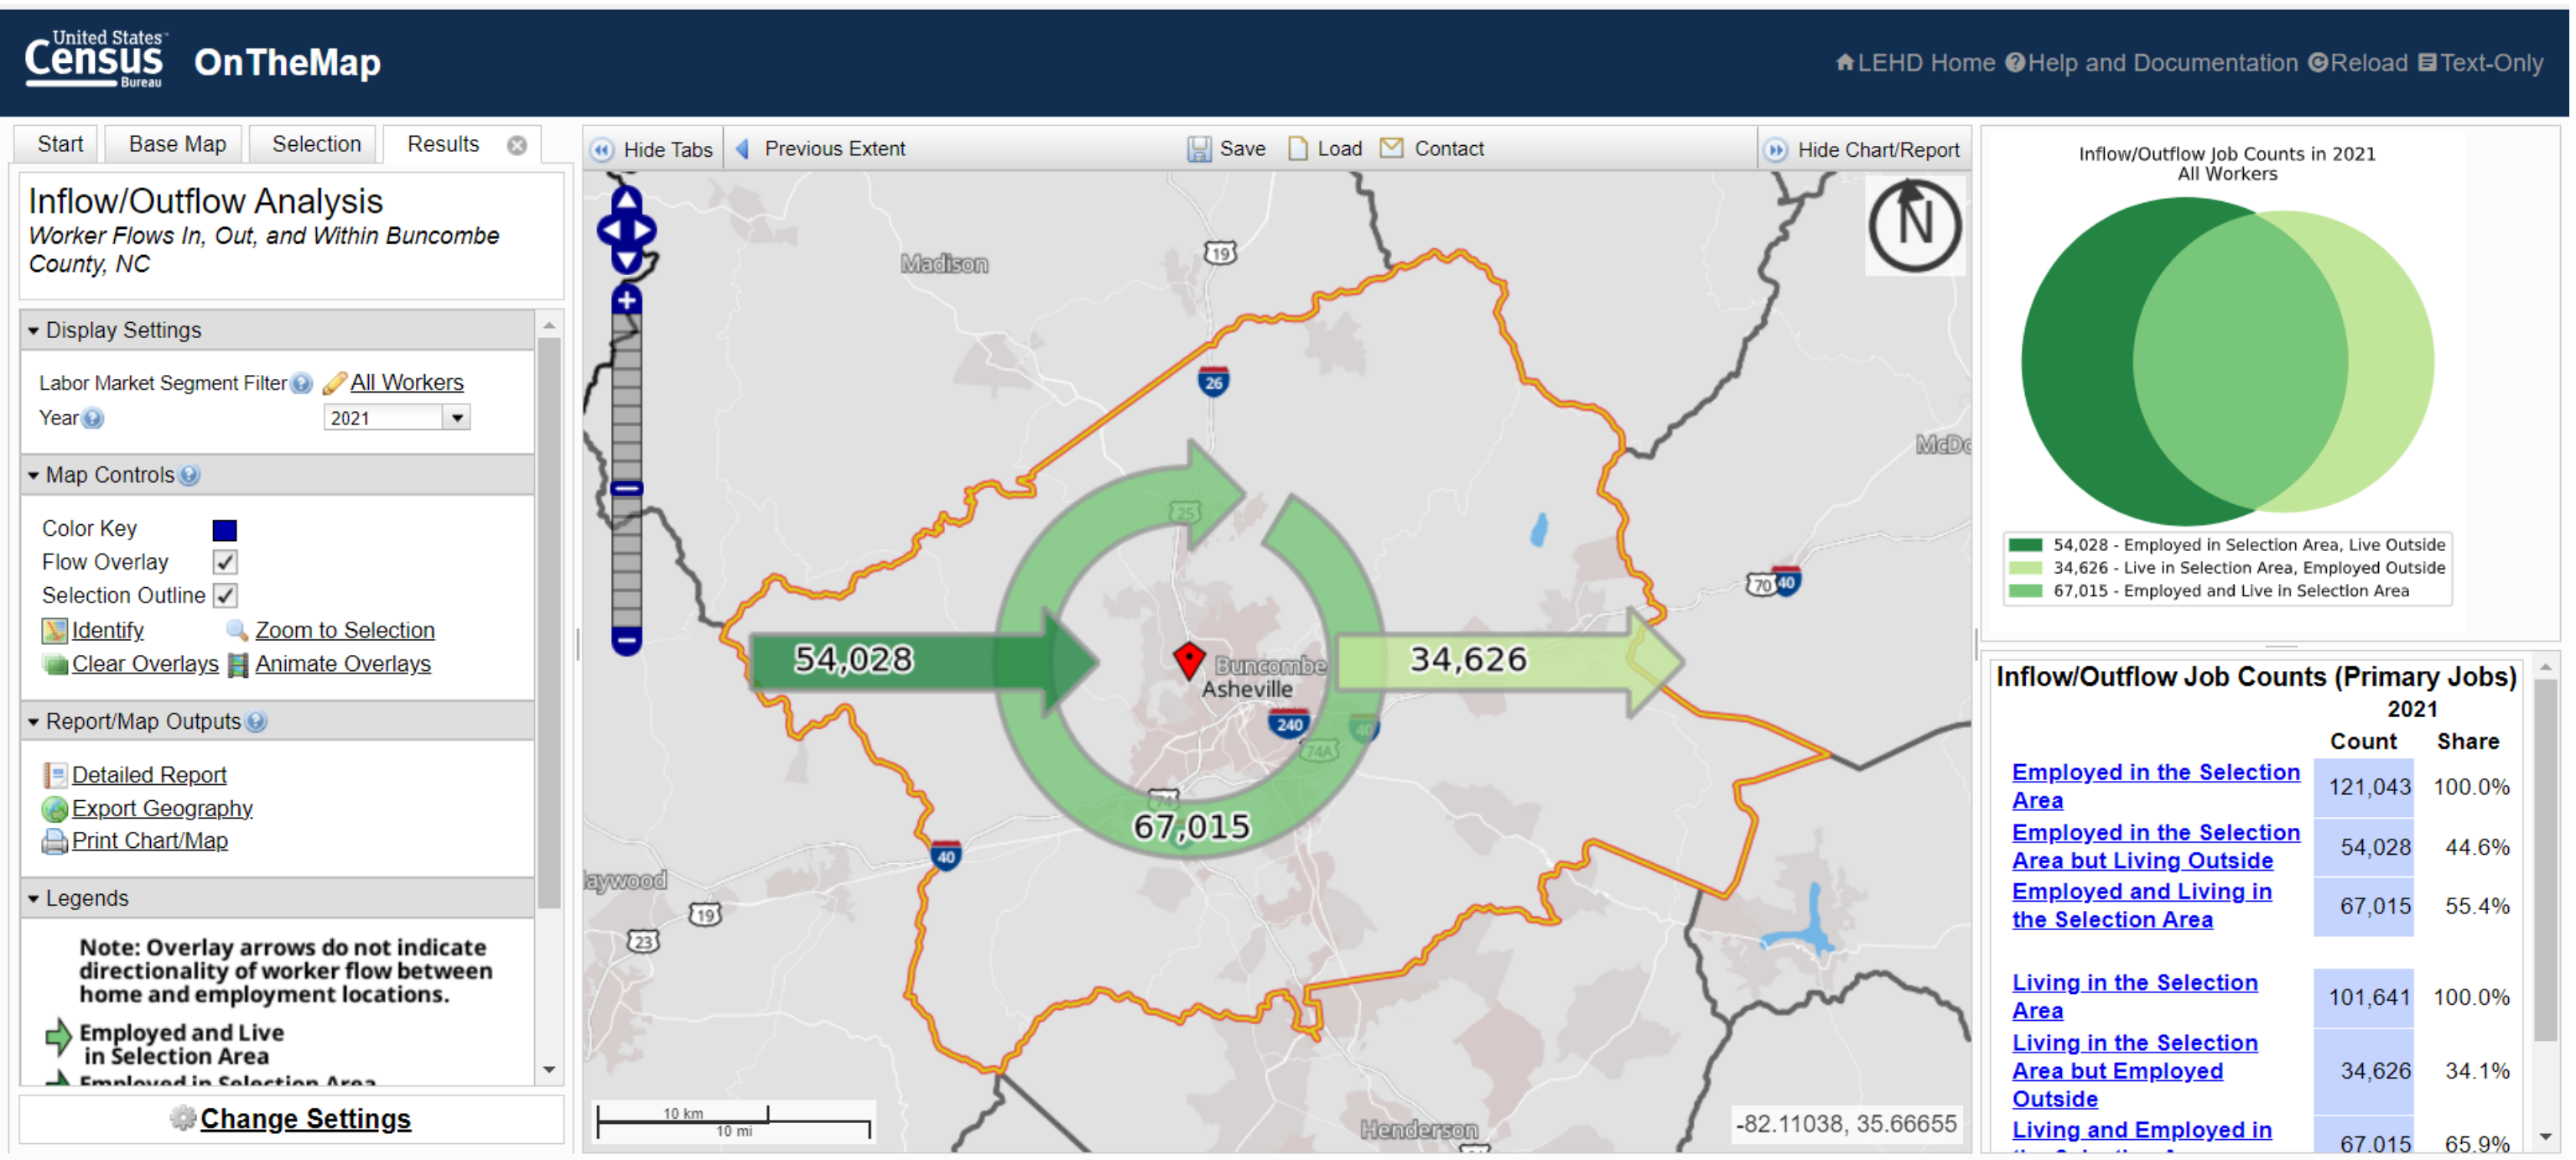 United States
Census
Bureau
OnTheMap
LEHD Home Help and Documentation Reload Text-Only
Start Base Map Selection Results
Inflow/Outflow Analysis
Worker Flows In, Out, and Within Buncombe
County, NC
Display Settings
Labor Market Segment Filter All Workers
Year 2021
Map Controls
Color Key
Flow Overlay
Selection Outline
Identify Zoom to Selection
Clear Overlays Animate Overlays
Report/Map Outputs
Detailed Report
Export Geography
Print Chart/Map
Legends
Note: Overlay arrows do not indicate
directionality of worker flow between
home and employment locations.
Employed and Live
in Selection Area
Employed in Selection Area
Change Settings
Hide Tabs Previous Extent Save Load Contact Hide Chart/Report
N
Madison
19
26
McDo
25
70 40
54,028
34,626
Buncombe
Asheville
240
40
74A
74
67,015
40
aywood
19
23
10 km
10 mi
Henderson
-82.11038, 35.66655
Inflow/Outflow Job Counts in 2021
All Workers
54,028 - Employed in Selection Area, Live Outside
34,626 - Live in Selection Area, Employed Outside
67,015 - Employed and Live in Selection Area
Inflow/Outflow Job Counts (Primary Jobs)
2021
Count Share
Employed in the Selection
Area 121,043 100.0%
Employed in the Selection
Area but Living Outside 54,028 44.6%
Employed and Living in
the Selection Area 67,015 55.4%
Living in the Selection
Area 101,641 100.0%
Living in the Selection
Area but Employed 34,626 34.1%
Outside
Living and Employed in
67,015 65.9%